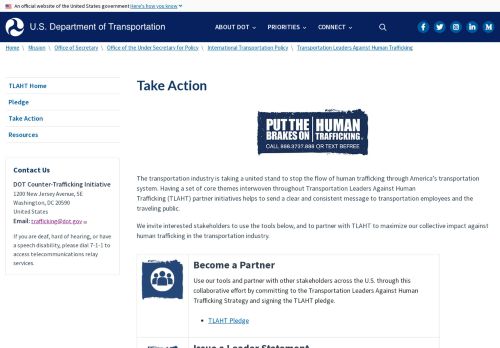 An official website of the United States government Here's how you know
U.S. Department of Transportation
ABOUT DOT
PRIORITIES
CONNECT
Home \ Mission \ Office of Secretary \ Office of the Under Secretary for Policy \ International Transportation Policy \ Transportation Leaders Against Human Trafficking
TLAHT Home
Pledge
Take Action
Resources
Contact Us
DOT Counter-Trafficking Initiative
1200 New Jersey Avenue, SE
Washington, DC 20590
United States
Email: trafficking@dot.gov
If you are deaf, hard of hearing, or have
a speech disability, please dial 7-1-1 to
access telecommunications relay
services.
Take Action
PUT THE BRAKES ON HUMAN TRAFFICKING.
CALL 888.3737.888 OR TEXT BEFREE
The transportation industry is taking a united stand to stop the flow of human trafficking through America's transportation
system. Having a set of core themes interwoven throughout Transportation Leaders Against Human
Trafficking (TLAHT) partner initiatives helps to send a clear and consistent message to transportation employees and the
traveling public.
We invite interested stakeholders to use the tools below, and to partner with TLAHT to maximize our collective impact against
human trafficking in the transportation industry.
Become a Partner
Use our tools and partner with other stakeholders across the U.S. through this
collaborative effort by committing to the Transportation Leaders Against Human
Trafficking Strategy and signing the TLAHT pledge.
TLAHT Pledge
Issue a Leader Statement